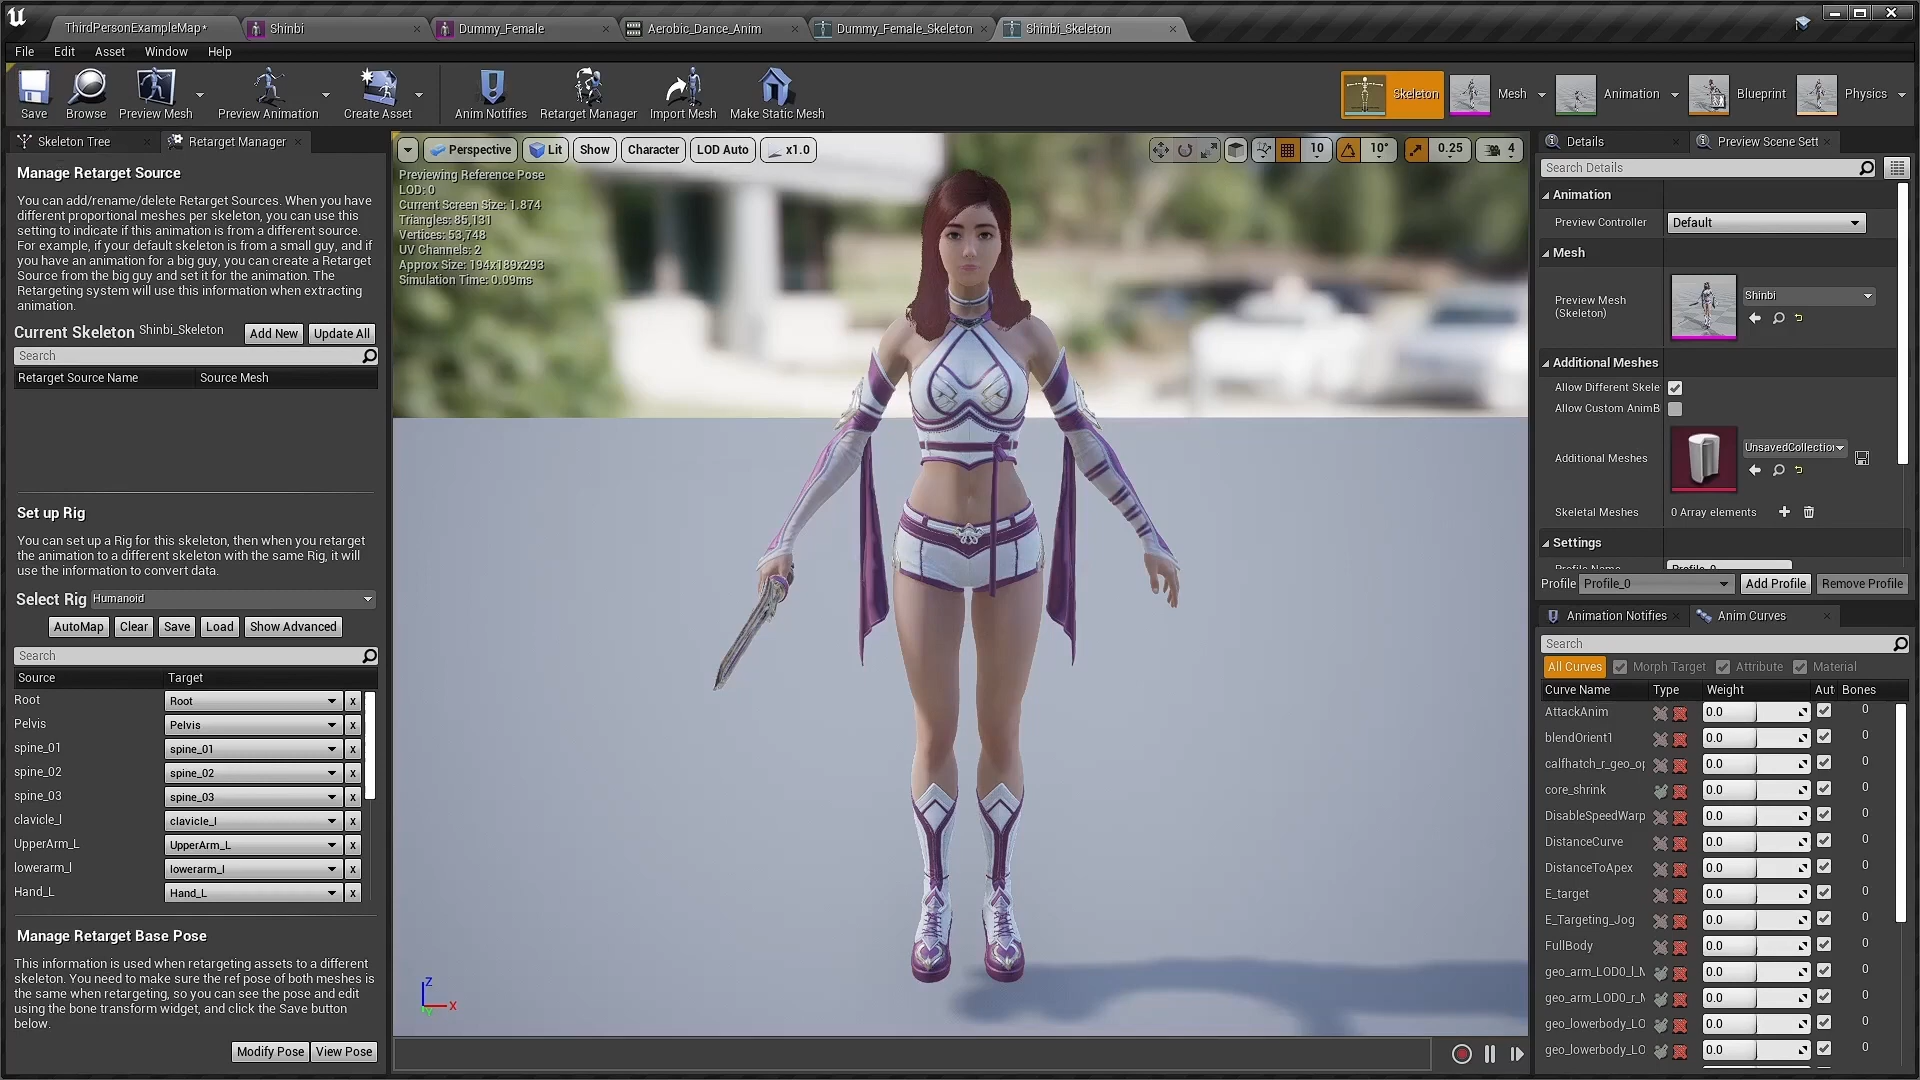 ThirdPersonExampleMap*
Shinbi
Dummy_Female
Aerobic_Dance_Anim
Dummy_Female_Skeleton
Shinbi_Skeleton
File Edit Asset Window Help
Save
Browse
Preview Mesh
Preview Animation
Create Asset
Anim Notifies
Retarget Manager
Import Mesh
Make Static Mesh
Skeleton
Mesh
Animation
Blueprint
Physics
Skeleton Tree
Retarget Manager
Manage Retarget Source
You can add/rename/delete Retarget Sources. When you have
different proportional meshes per skeleton, you can use this
setting to indicate if this animation is from a different source.
For example, if your default skeleton is from a small guy, and if
you have an animation for a big guy, you can create a Retarget
Source from the big guy and set it for the animation. The
Retargeting system will use this information when extracting
animation.
Current Skeleton Shinbi_Skeleton Add New Update All
Search
Retarget Source Name Source Mesh
Set up Rig
You can set up a Rig for this skeleton, then when you retarget
the animation to a different skeleton with the same Rig, it will
use the information to convert data.
Select Rig Humanoid
AutoMap Clear Save Load Show Advanced
Search
Source Target
Root Root x
Pelvis Pelvis x
spine_01 spine_01 x
spine_02 spine_02 x
spine_03 spine_03 x
clavicle_l clavicle_l x
UpperArm_L UpperArm_L x
lowerarm_l lowerarm_l x
Hand_L Hand_L x
Manage Retarget Base Pose
This information is used when retargeting assets to a different
skeleton. You need to make sure the ref pose of both meshes is
the same when retargeting, so you can see the pose and edit
using the bone transform widget, and click the Save button
below.
Modify Pose View Pose
Perspective Lit Show Character LOD Auto x1.0
10 10° 0.25 4
Previewing Reference Pose
LOD: 0
Current Screen Size: 1.874
Triangles: 85,131
Vertices: 53,748
UV Channels: 2
Approx Size: 194x189x293
Simulation Time: 0.09ms
Z
X
Y
Details
Preview Scene Sett
Search Details
Animation
Preview Controller Default
Mesh
Preview Mesh
(Skeleton)
Shinbi
Additional Meshes
Allow Different Skele
Allow Custom AnimB
Additional Meshes UnsavedCollection
Skeletal Meshes 0 Array elements
Settings
Profile Name Profile_0
Profile Profile_0 Add Profile Remove Profile
Animation Notifies
Anim Curves
Search
All Curves Morph Target Attribute Material
Curve Name Type Weight Aut Bones
AttackAnim 0.0 0
blendOrient1 0.0 0
calfhatch_r_geo_op 0.0 0
core_shrink 0.0 0
DisableSpeedWarp 0.0 0
DistanceCurve 0.0 0
DistanceToApex 0.0 0
E_target 0.0 0
E_Targeting_Jog 0.0 0
FullBody 0.0 0
geo_arm_LOD0_l_M 0.0 0
geo_arm_LOD0_r_M 0.0 0
geo_lowerbody_LO 0.0 0
geo_lowerbody_LO 0.0 0